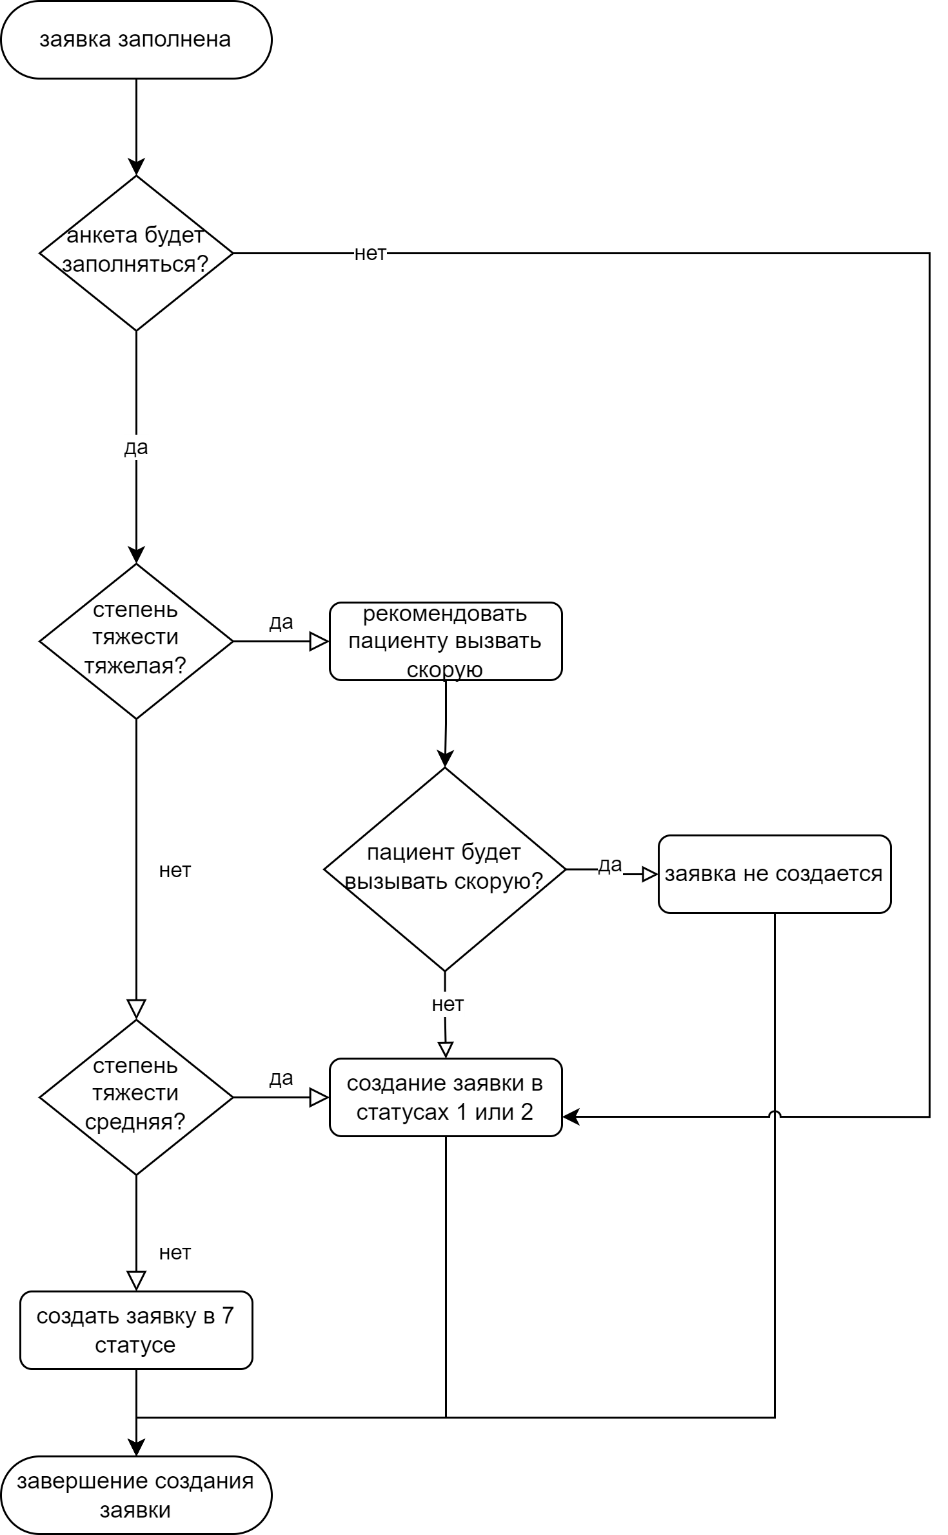 заявка заполнена
анкета будет
заполняться?
нет
да
степень
тяжести
тяжелая?
да
рекомендовать
пациенту вызвать
скорую
пациент будет
вызывать скорую?
да
заявка не создается
нет
нет
степень
тяжести
средняя?
да
создание заявки в
статусах 1 или 2
нет
создать заявку в 7
статусе
завершение создания
заявки